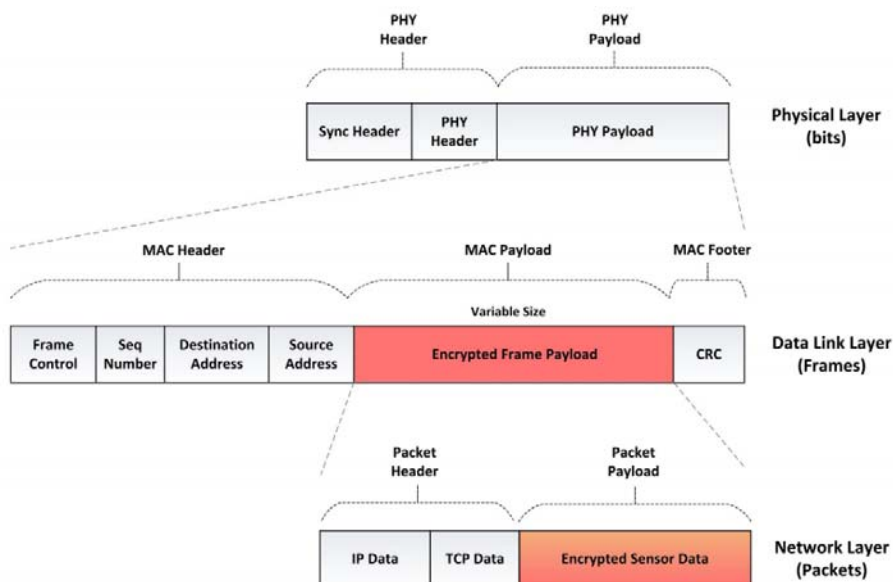 PHY
Header
PHY
Payload
Sync Header
PHY
Header
PHY Payload
Physical Layer
(bits)
MAC Header
MAC Payload
MAC Footer
Variable Size
Frame
Control
Seq
Number
Destination
Address
Source
Address
Encrypted Frame Payload
CRC
Data Link Layer
(Frames)
Packet
Header
Packet
Payload
IP Data
TCP Data
Encrypted Sensor Data
Network Layer
(Packets)